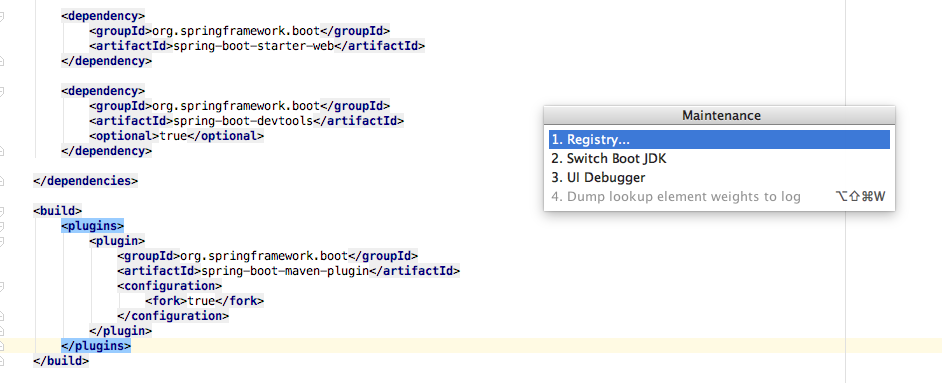 <dependency>
<groupId>org.springframework.boot</groupId>
<artifactId>spring-boot-starter-web</artifactId>
</dependency>
<dependency>
<groupId>org.springframework.boot</groupId>
<artifactId>spring-boot-devtools</artifactId>
<optional>true</optional>
</dependency>
</dependencies>
<build>
<plugins>
<plugin>
<groupId>org.springframework.boot</groupId>
<artifactId>spring-boot-maven-plugin</artifactId>
<configuration>
<fork>true</fork>
</configuration>
</plugin>
</plugins>
</build>
Maintenance
1. Registry...
2. Switch Boot JDK
3. UI Debugger
4. Dump lookup element weights to log ⌥⇧⌘W